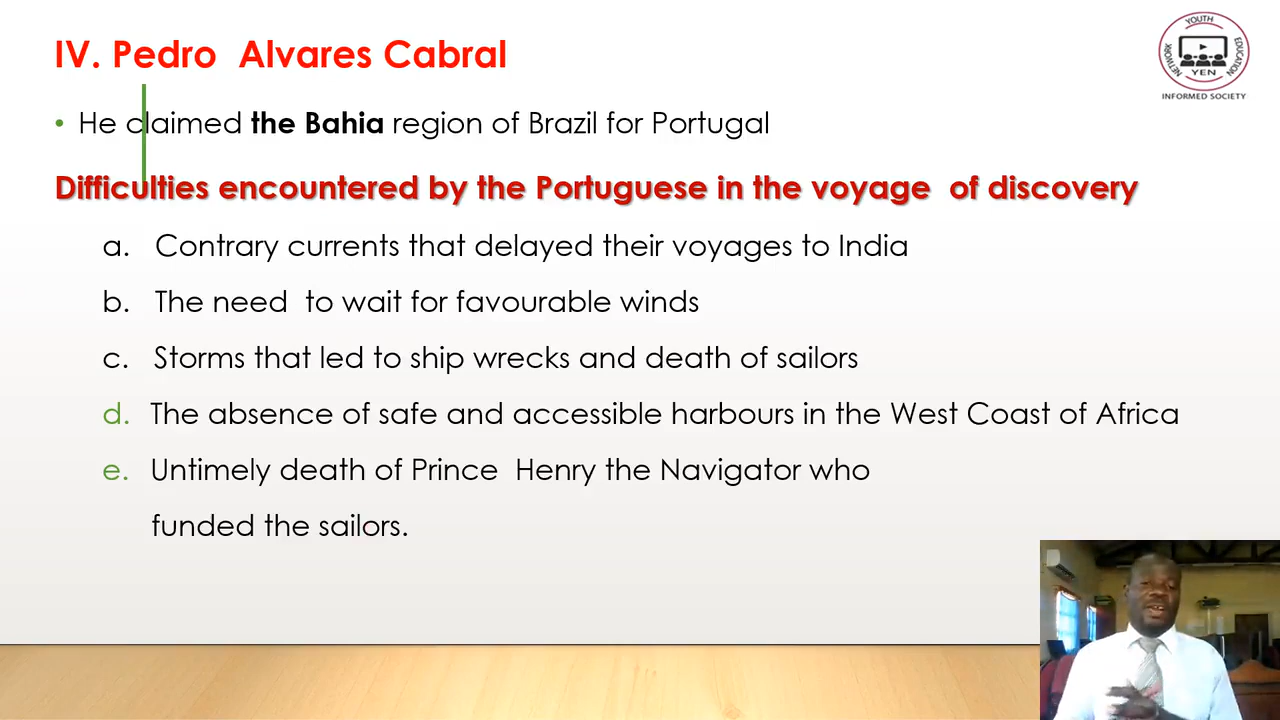 IV. Pedro Alvares Cabral
• He claimed the Bahia region of Brazil for Portugal
Difficulties encountered by the Portuguese in the voyage of discovery
a. Contrary currents that delayed their voyages to India
b. The need to wait for favourable winds
c. Storms that led to ship wrecks and death of sailors
d. The absence of safe and accessible harbours in the West Coast of Africa
e. Untimely death of Prince Henry the Navigator who
funded the sailors.
YOUTH
EDUCATION
NETWORK
YEN
INFORMED SOCIETY